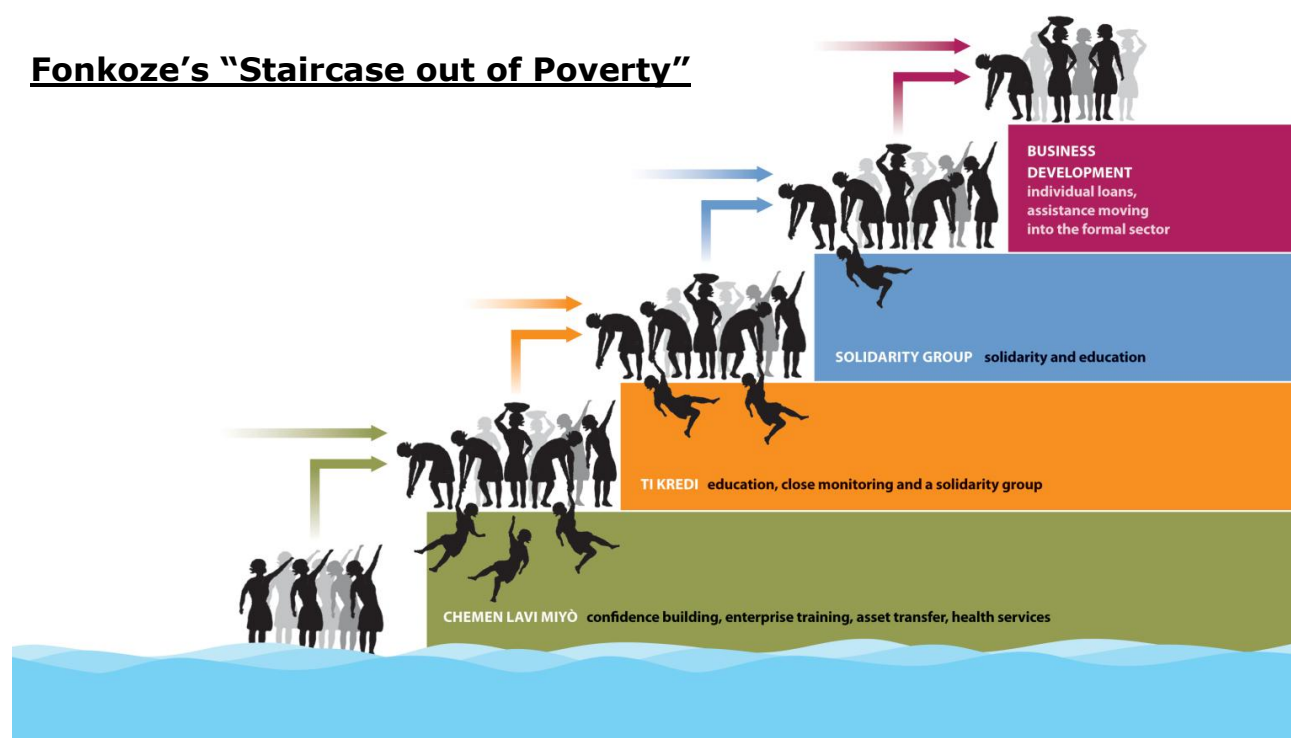 Fonkoze’s “Staircase out of Poverty”
BUSINESS
DEVELOPMENT
individual loans,
assistance moving
into the formal sector
SOLIDARITY GROUP solidarity and education
TI KREDI education, close monitoring and a solidarity group
CHEMEN LAVI MIYÒ confidence building, enterprise training, asset transfer, health services